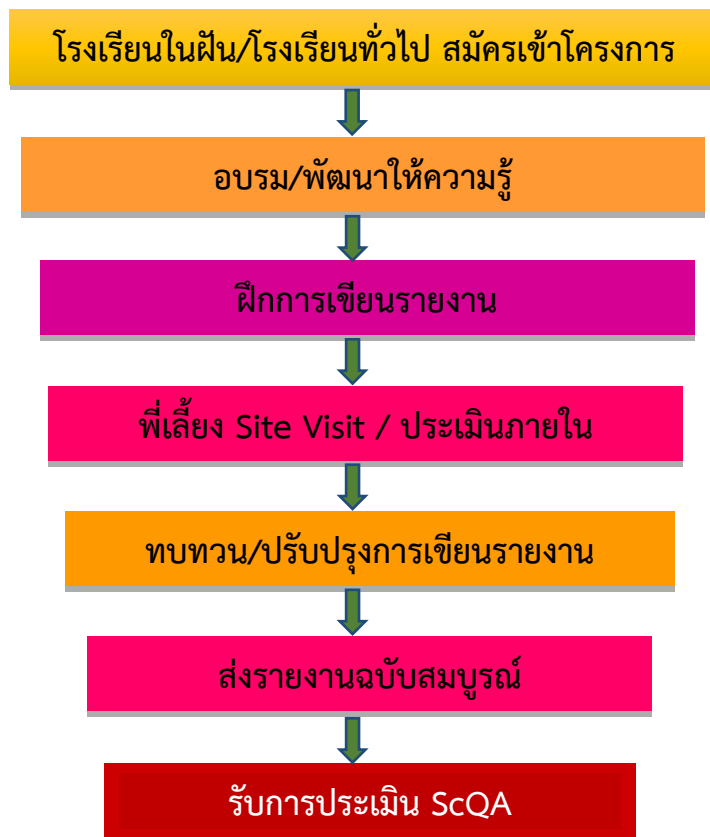 โรงเรียนในฝัน/โรงเรียนทั่วไป สมัครเข้าโครงการ
อบรม/พัฒนาให้ความรู้
ฝึกการเขียนรายงาน
พี่เลี้ยง Site Visit / ประเมินภายใน
ทบทวน/ปรับปรุงการเขียนรายงาน
ส่งรายงานฉบับสมบูรณ์
รับการประเมิน ScQA